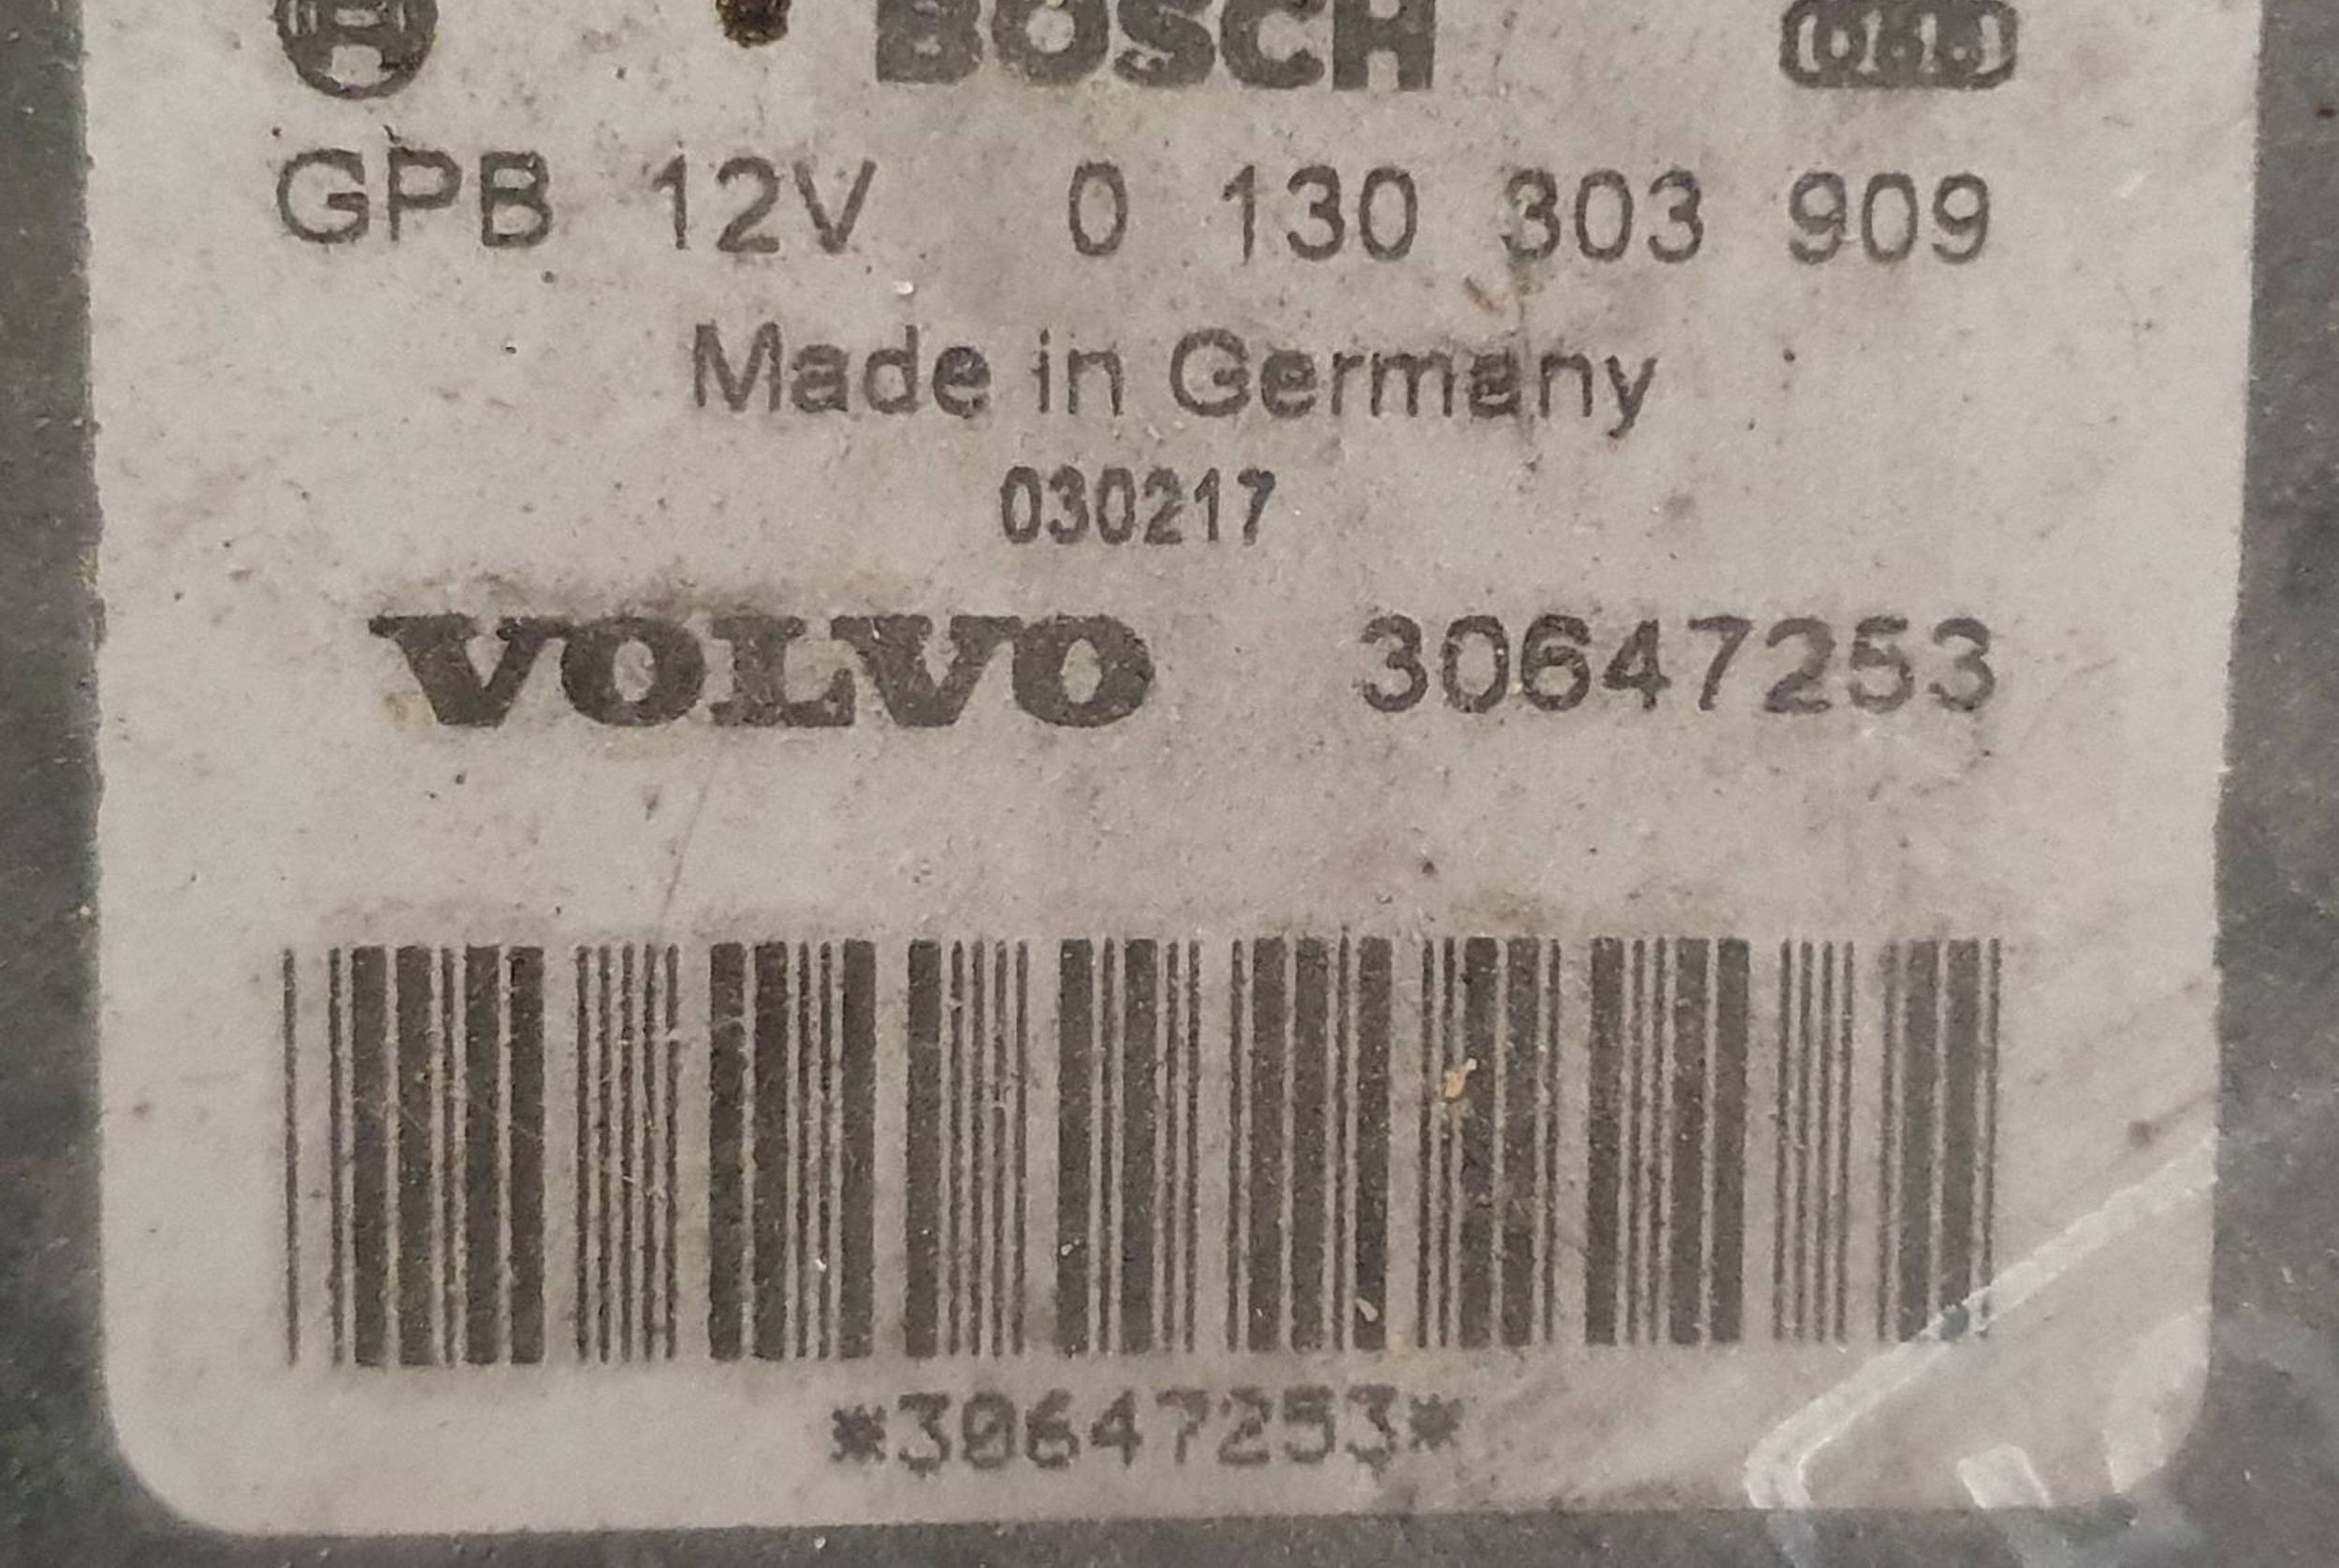 BOSCH
GPB 12V 0 130 303 909
Made in Germany
030217
VOLVO 30647253
*30647253*